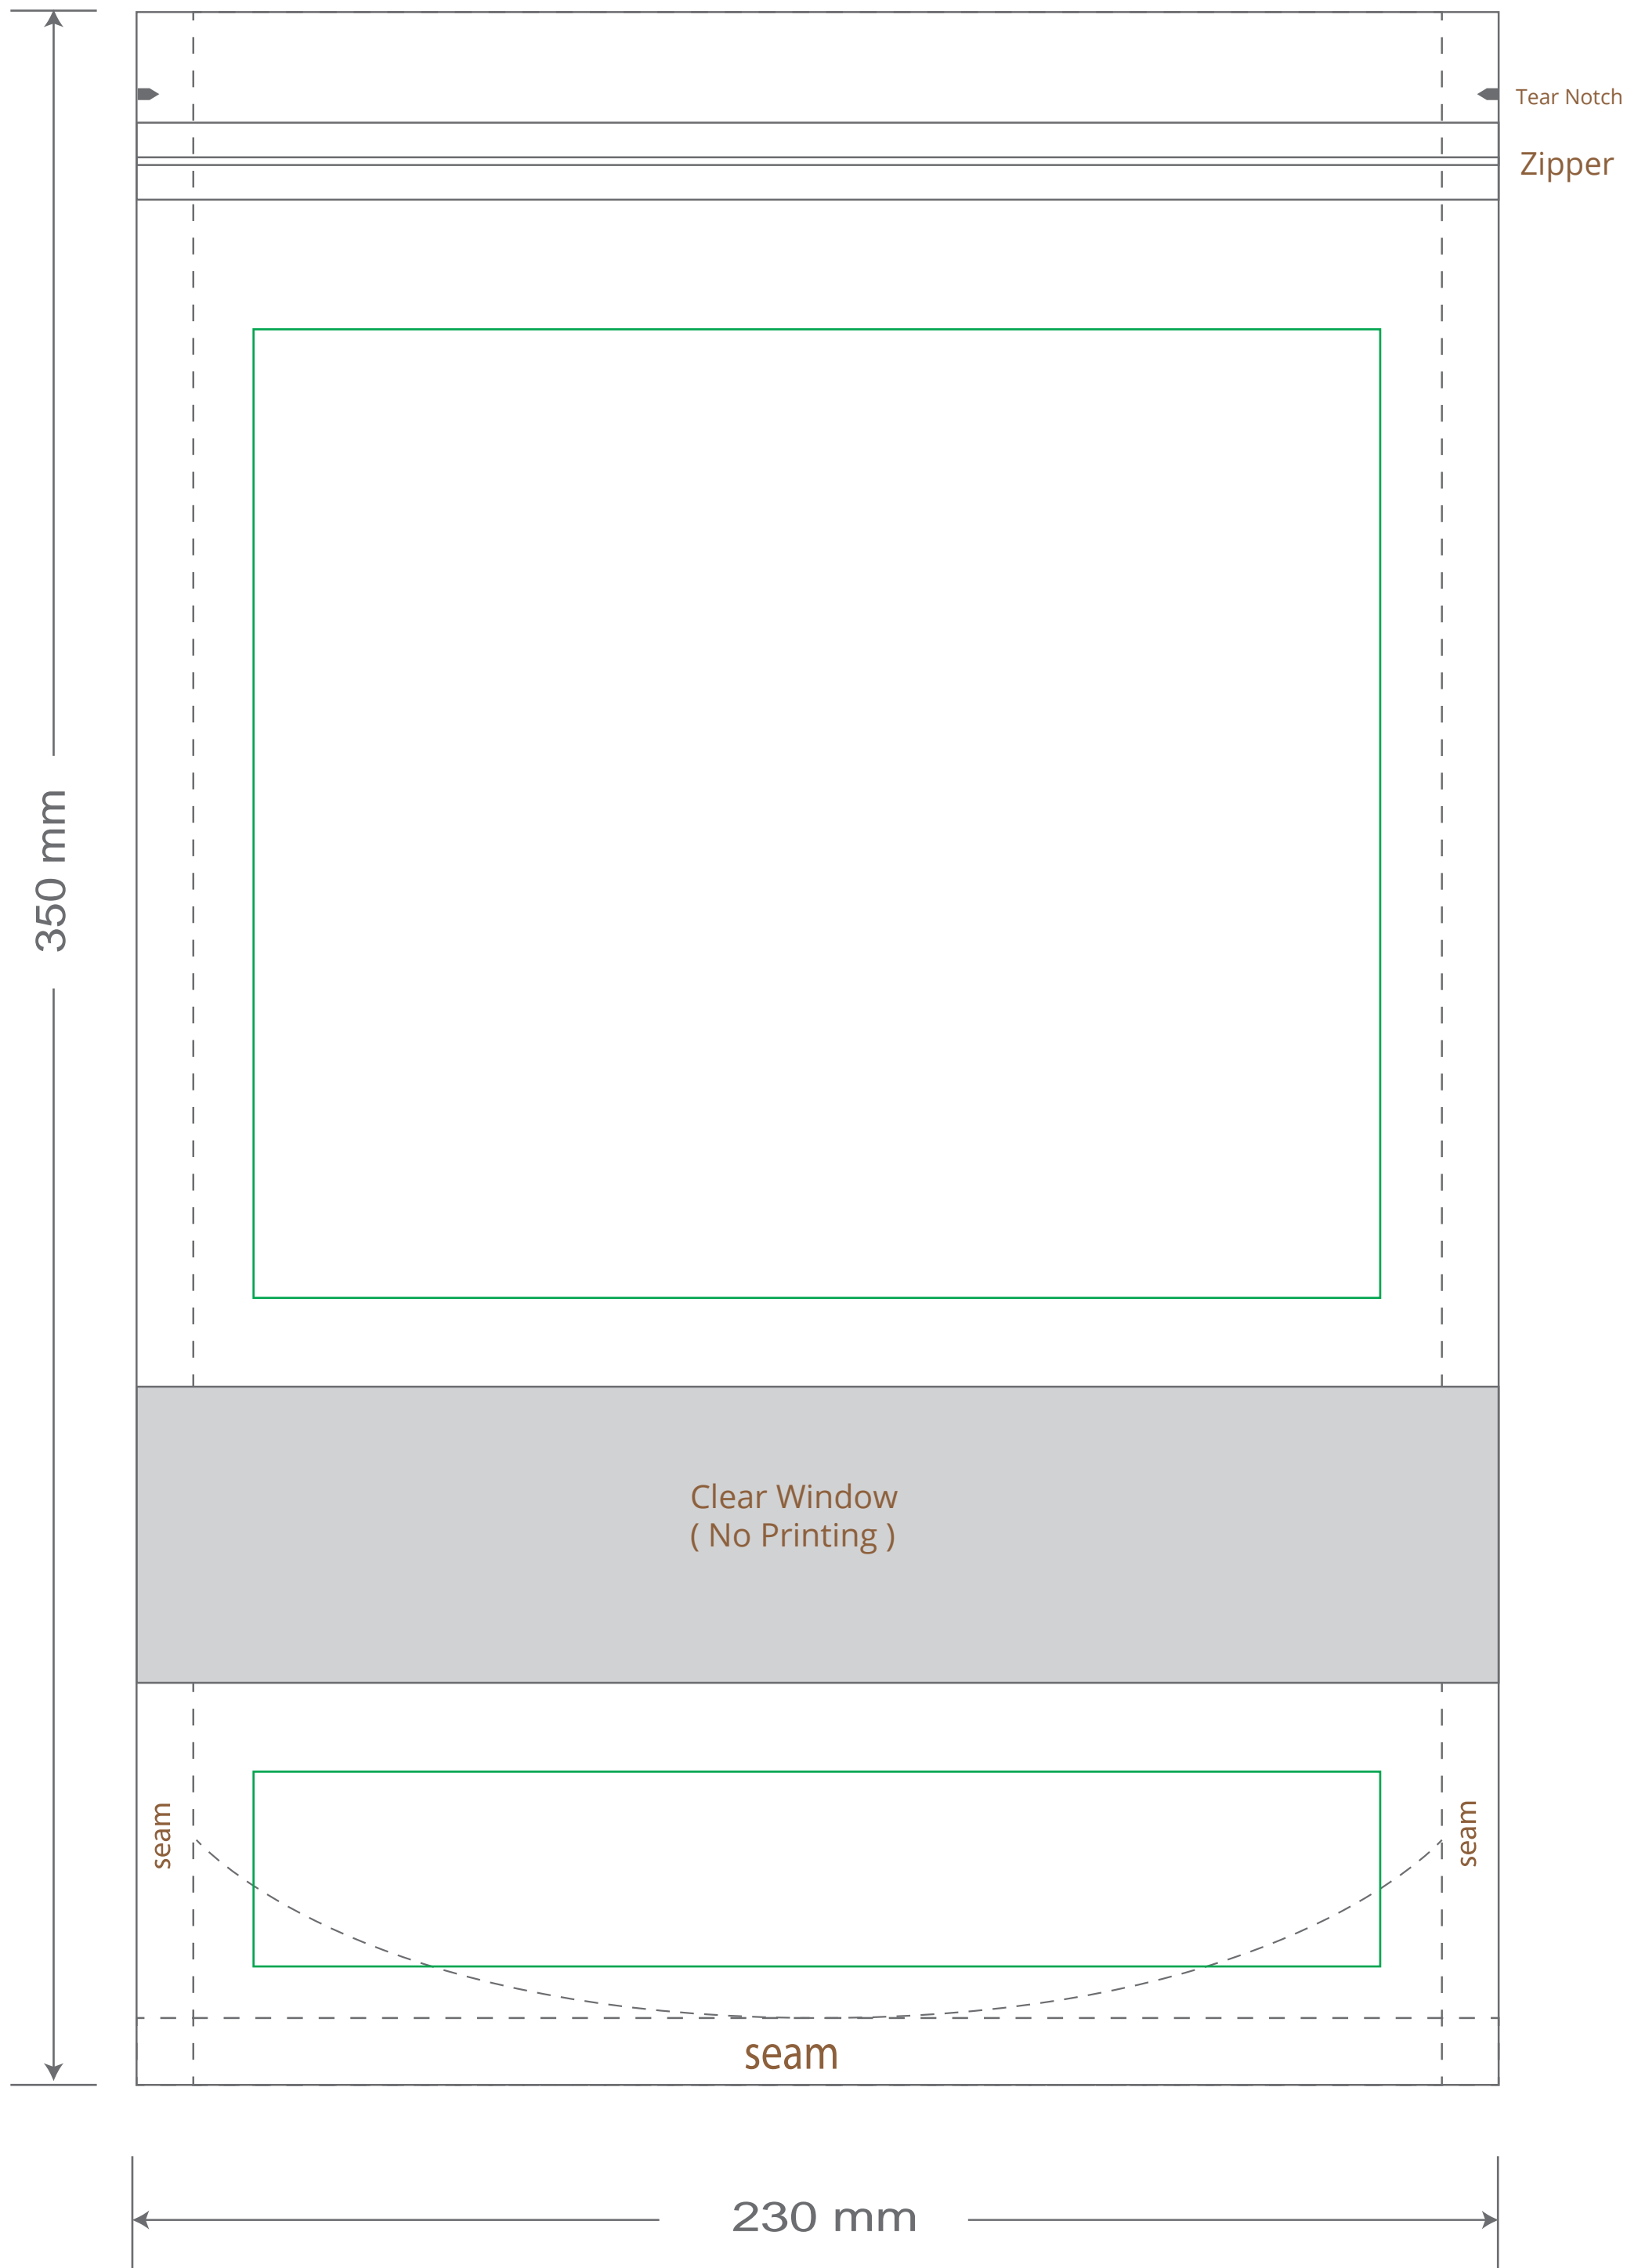 Tear Notch
Zipper
350 mm
Clear Window
( No Printing )
seam
seam
seam
230 mm